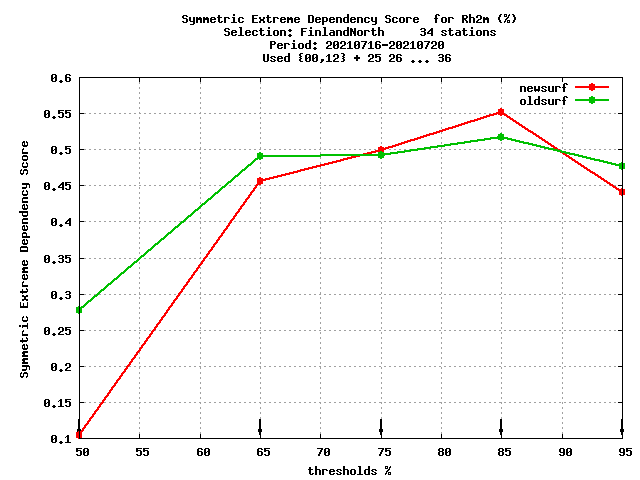 Symmetric Extreme Dependency Score  for Rh2m (%)
Selection: FinlandNorth     34 stations
Period: 20210716-20210720
Used {00,12} + 25 26 ... 36
newsurf
oldsurf
Symmetric Extreme Dependency Score
0.6
0.55
0.5
0.45
0.4
0.35
0.3
0.25
0.2
0.15
0.1
50 55 60 65 70 75 80 85 90 95
thresholds %